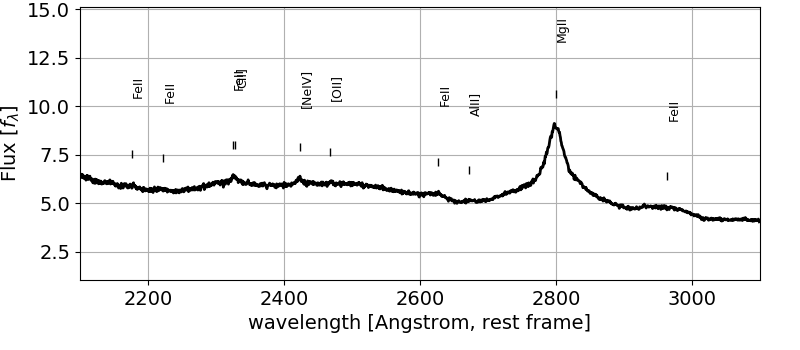 15.0
12.5
10.0
7.5
5.0
2.5
Flux [fλ]
FeII
FeII
FeII
CII]
[NeIV]
[OII]
FeII
AlII]
MgII
FeII
2200 2400 2600 2800 3000
wavelength [Angstrom, rest frame]